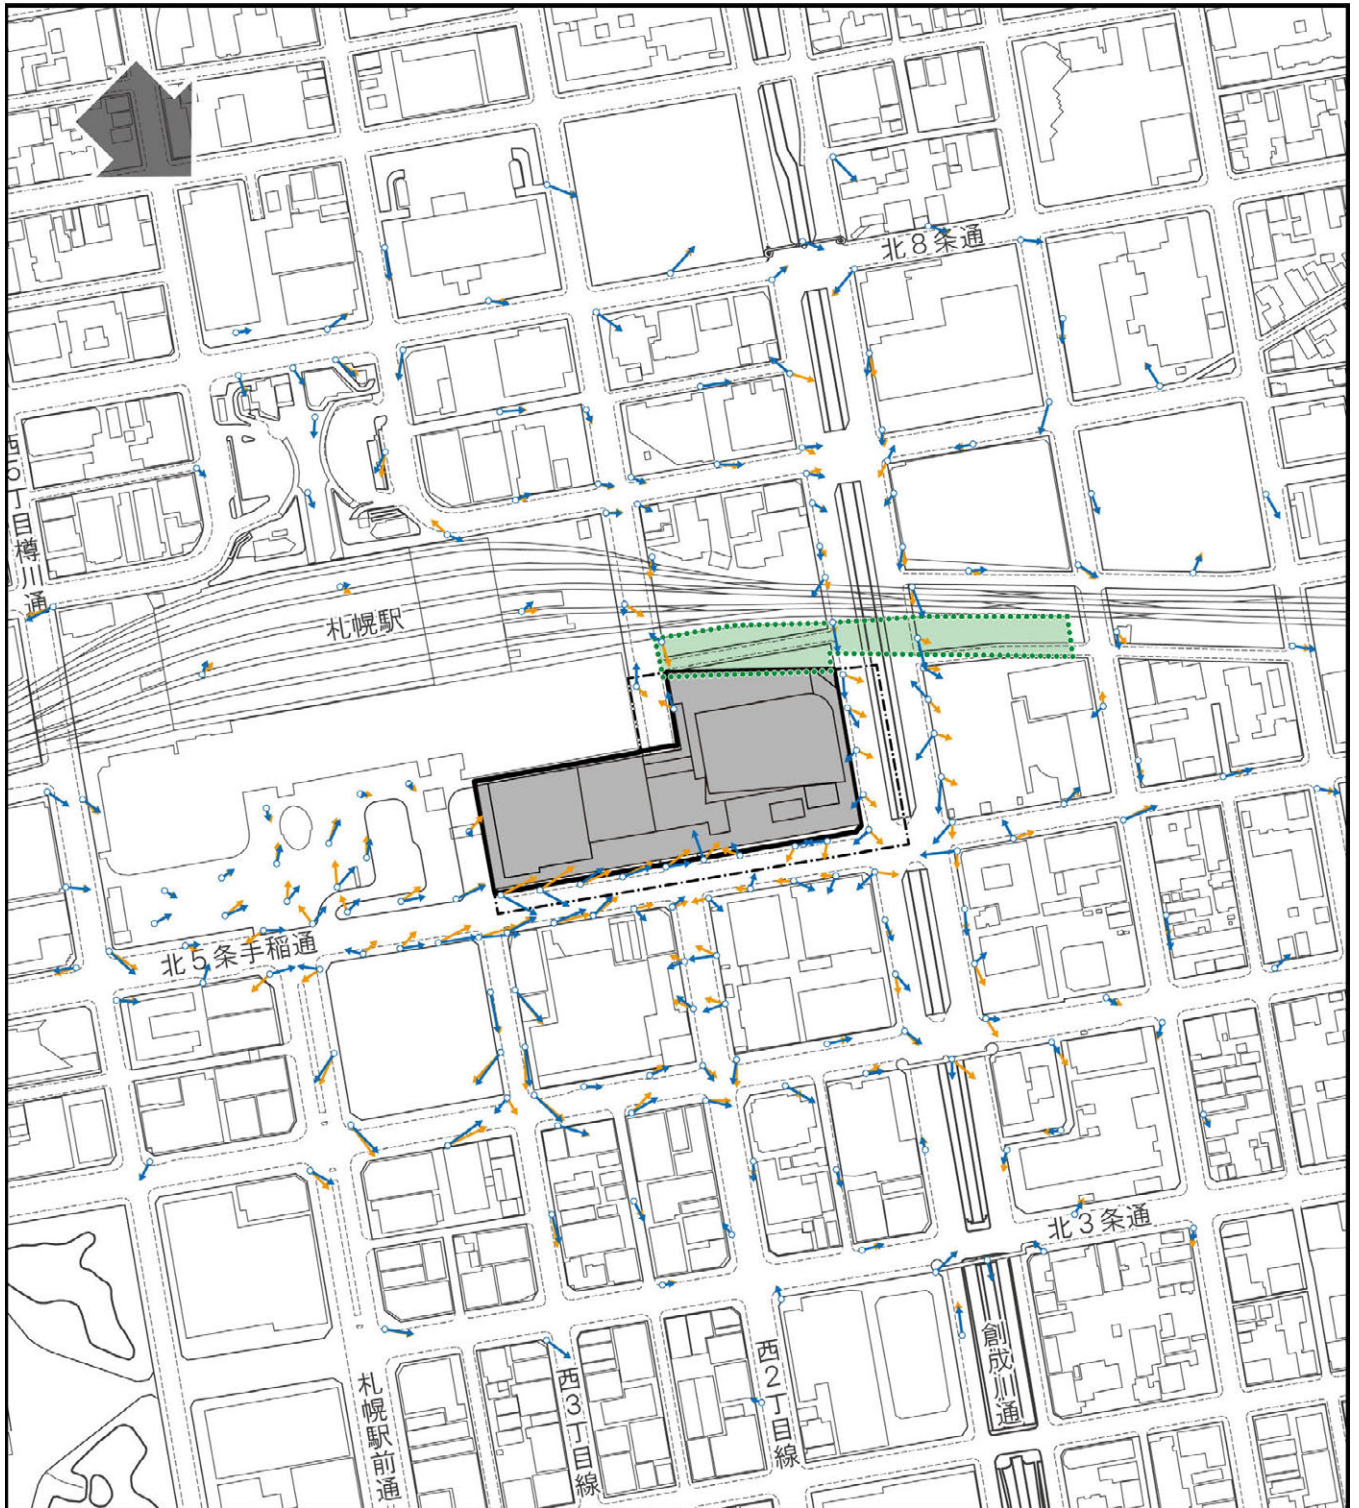 北8条通
西5丁目樽川通
札幌駅
北5条手稲通
北3条通
札幌駅前通
西3丁目線
西2丁目線
創成川通